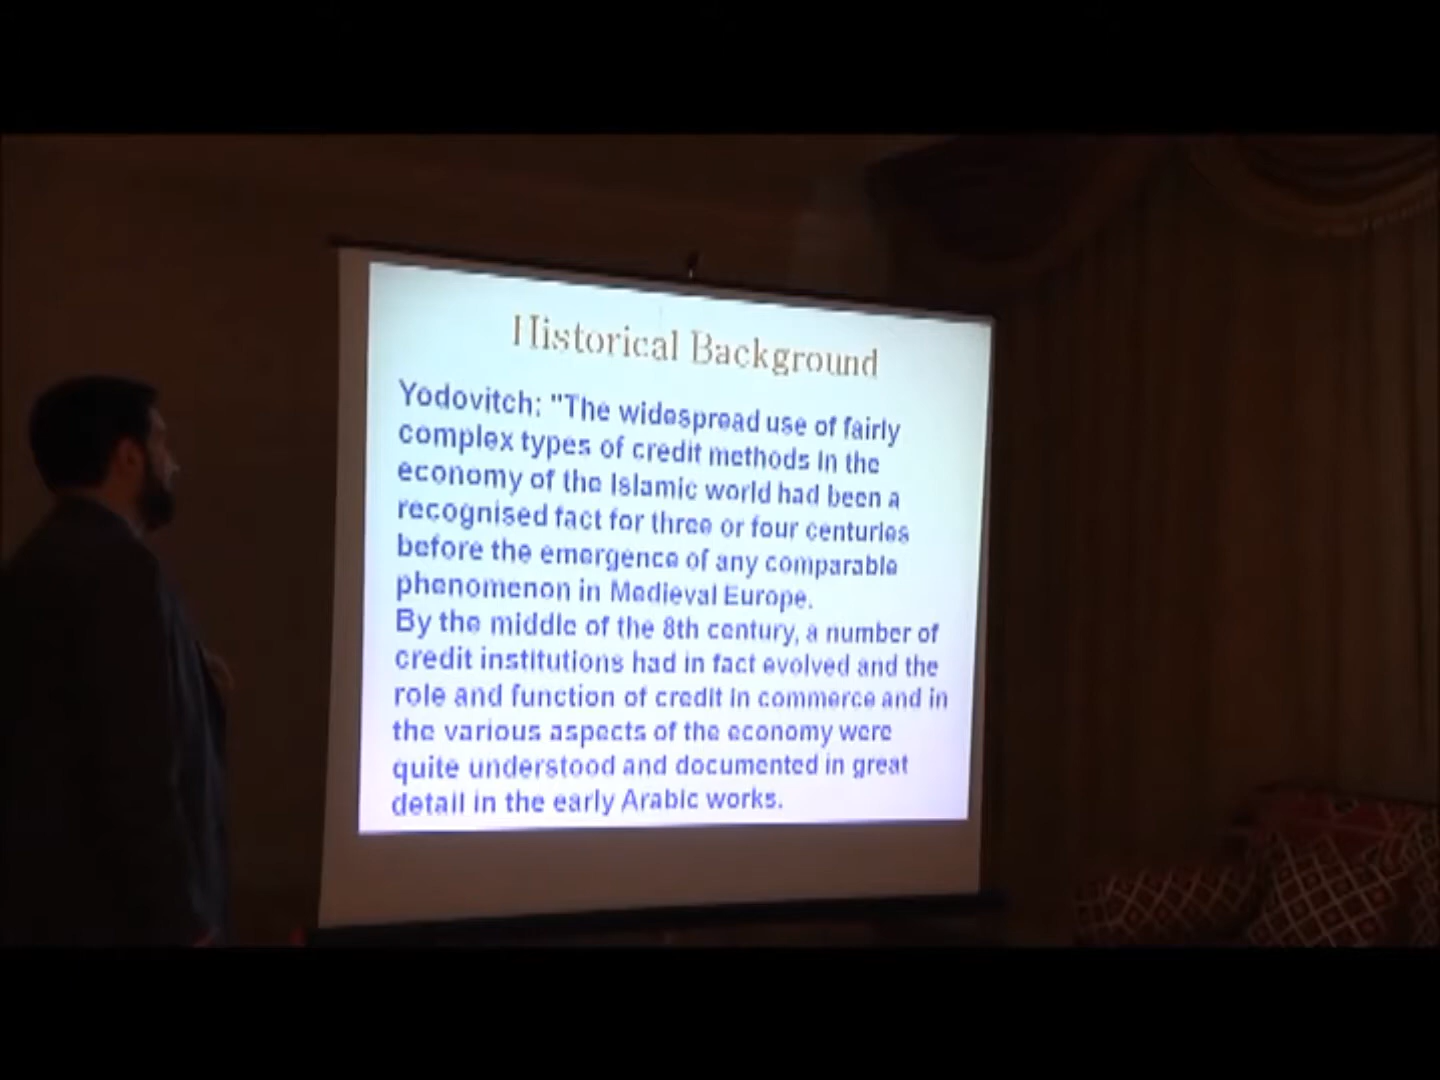 Historical Background
Yodovitch: "The widespread use of fairly
complex types of credit methods in the
economy of the Islamic world had been a
recognised fact for three or four centuries
before the emergence of any comparable
phenomenon in Medieval Europe.
By the middle of the 8th century, a number of
credit institutions had in fact evolved and the
role and function of credit in commerce and in
the various aspects of the economy were
quite understood and documented in great
detail in the early Arabic works.